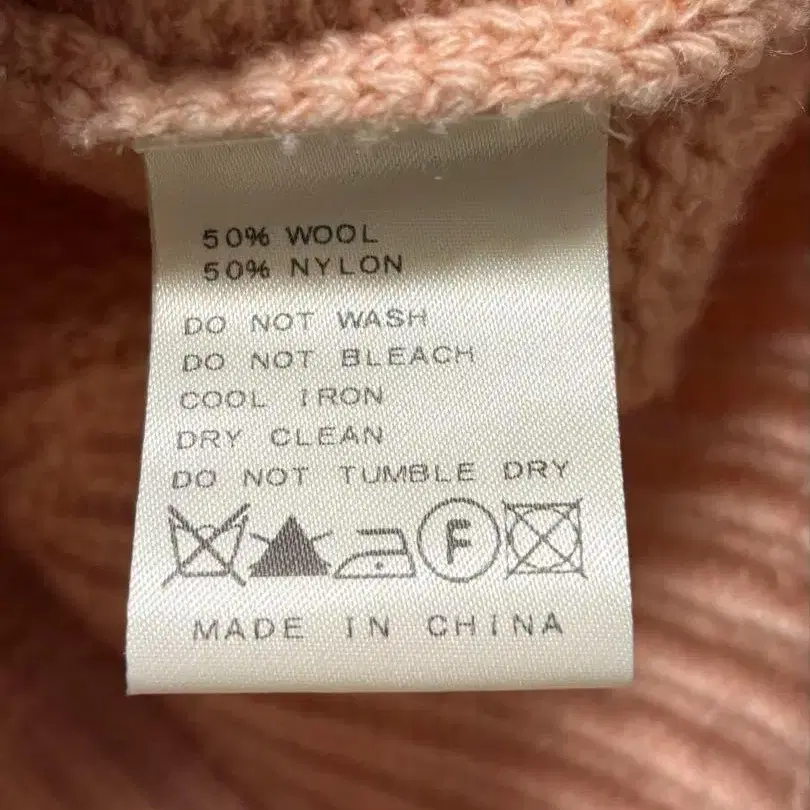 50% WOOL
50% NYLON
DO NOT WASH
DO NOT BLEACH
COOL IRON
DRY CLEAN
DO NOT TUMBLE DRY
F
MADE IN CHINA